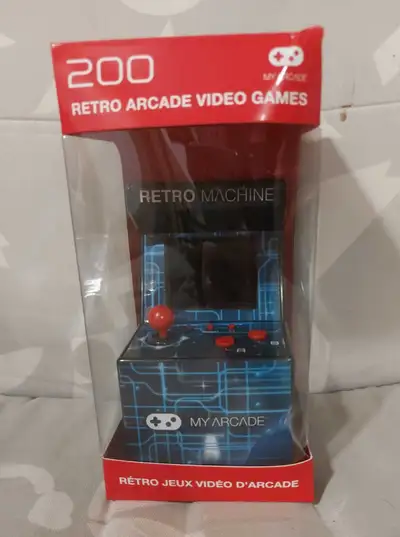 200
MY ARCADE
RETRO ARCADE VIDEO GAMES
RETRO MACHINE
MY ARCADE
RÉTRO JEUX VIDÉO D'ARCADE